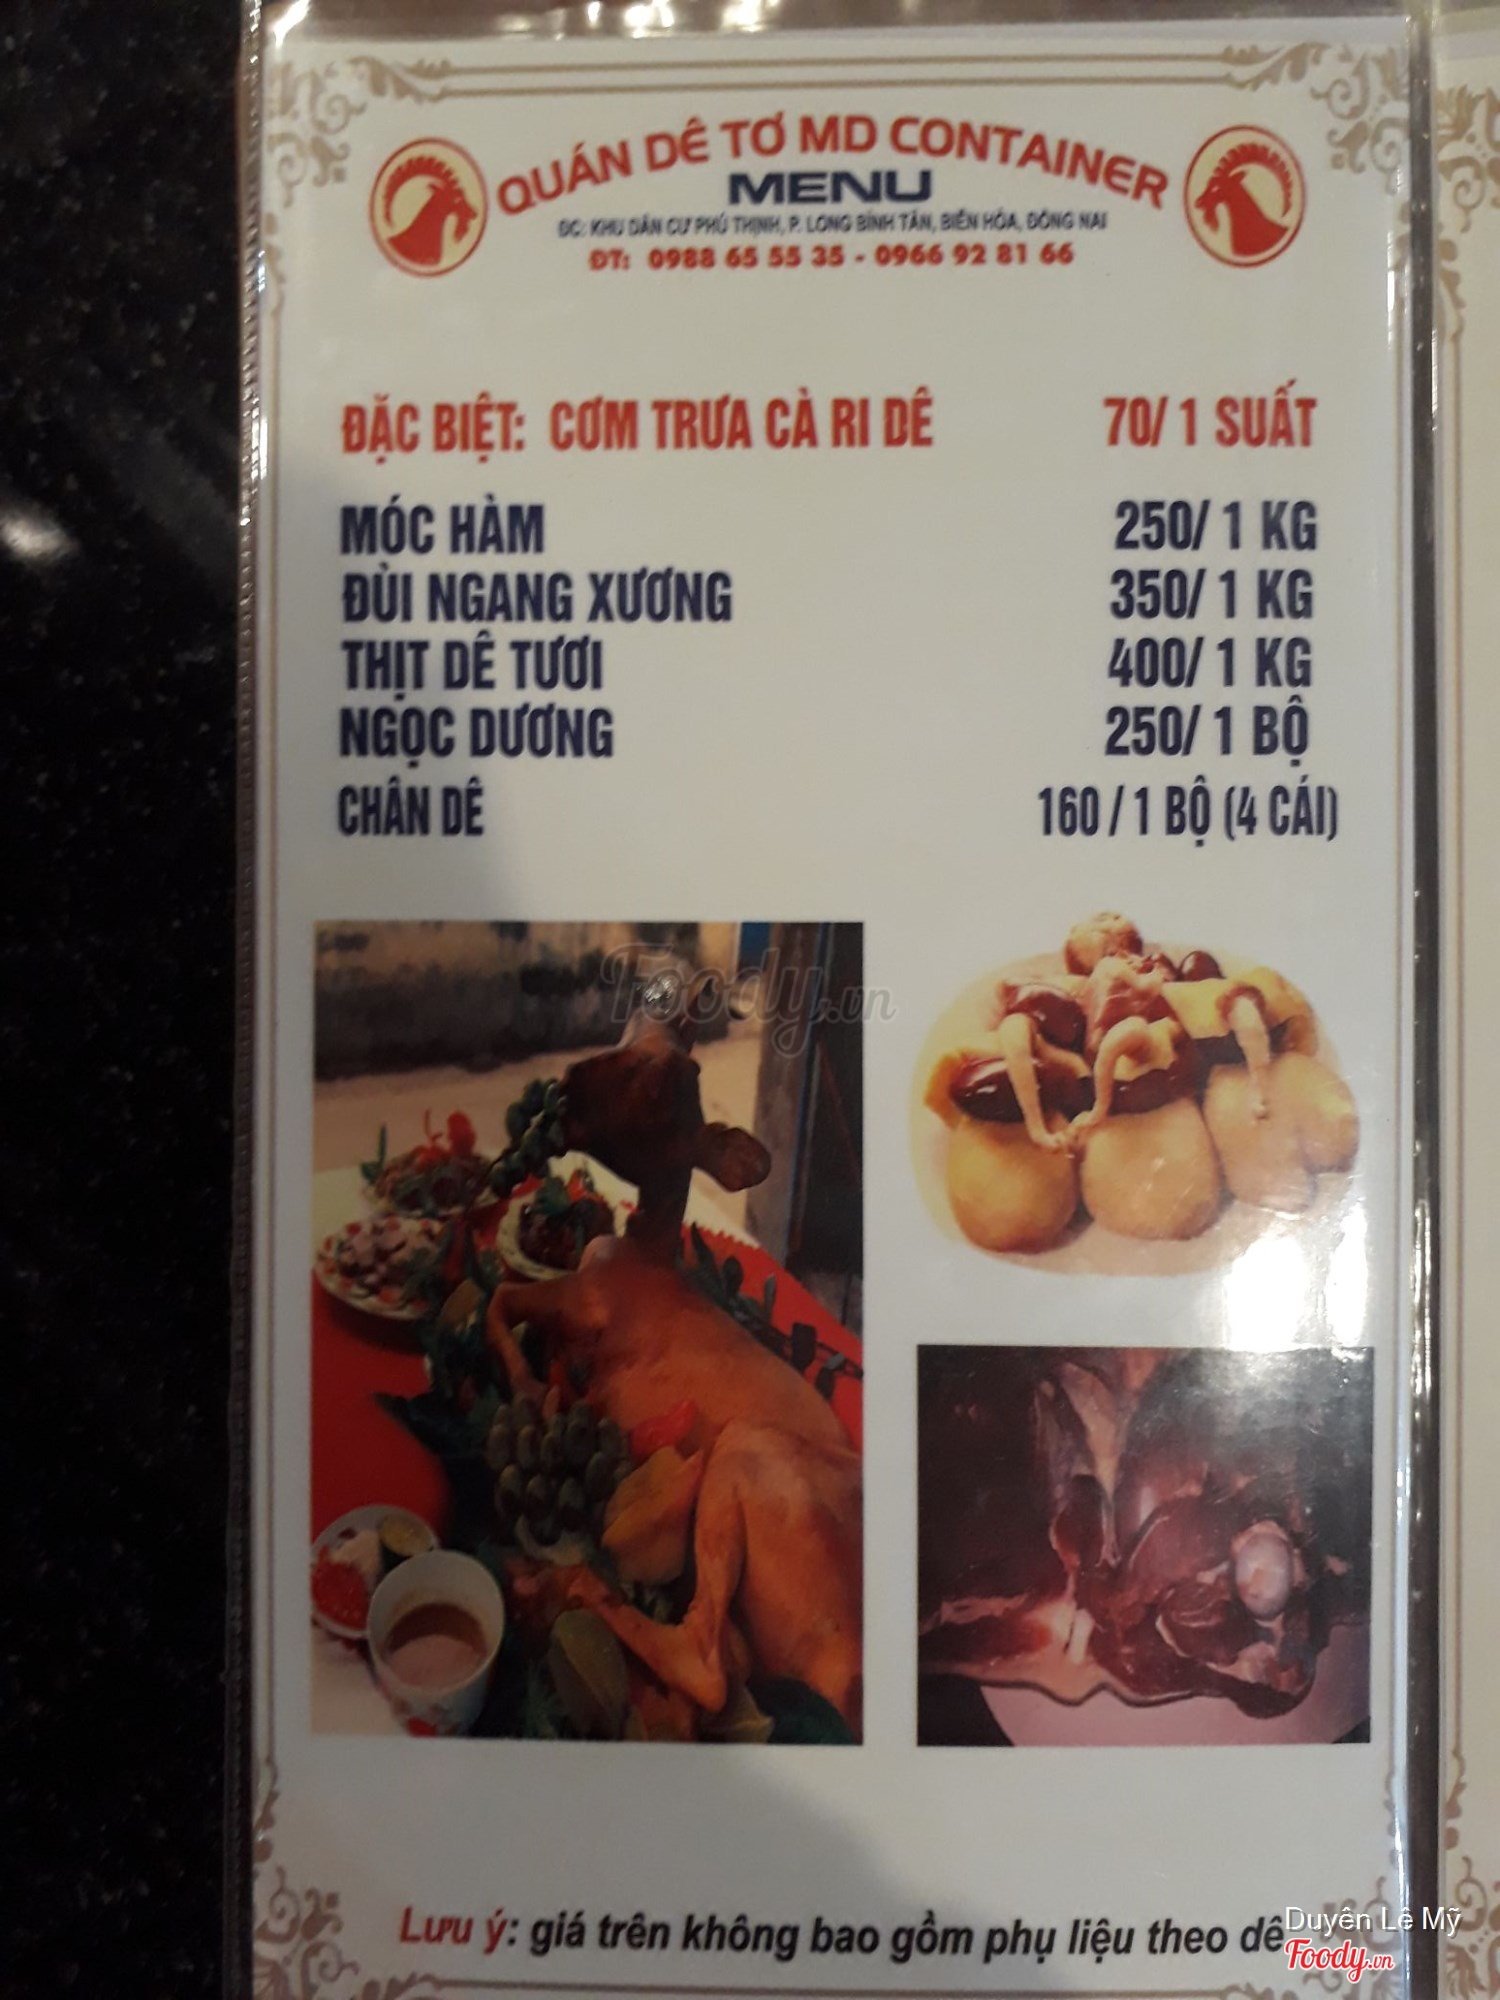 QUÁN DÊ TƠ MD CONTAINER
MENU
ĐC: KHU DÂN CƯ PHÚ THỊNH, P. LONG BÌNH TÂN, BIÊN HÒA, ĐỒNG NAI
ĐT: 0988 65 55 35 - 0966 92 81 66
ĐẶC BIỆT: CƠM TRƯA CÀ RI DÊ 70/ 1 SUẤT
MÓC HÀM 250/ 1 KG
ĐÙI NGANG XƯƠNG 350/ 1 KG
THỊT DÊ TƯƠI 400/ 1 KG
NGỌC DƯƠNG 250/ 1 BỘ
CHÂN DÊ 160 / 1 BỘ (4 CÁI)
Foody.vn
Lưu ý: giá trên không bao gồm phụ liệu theo dê
Duyên Lê Mỹ
Foody.vn